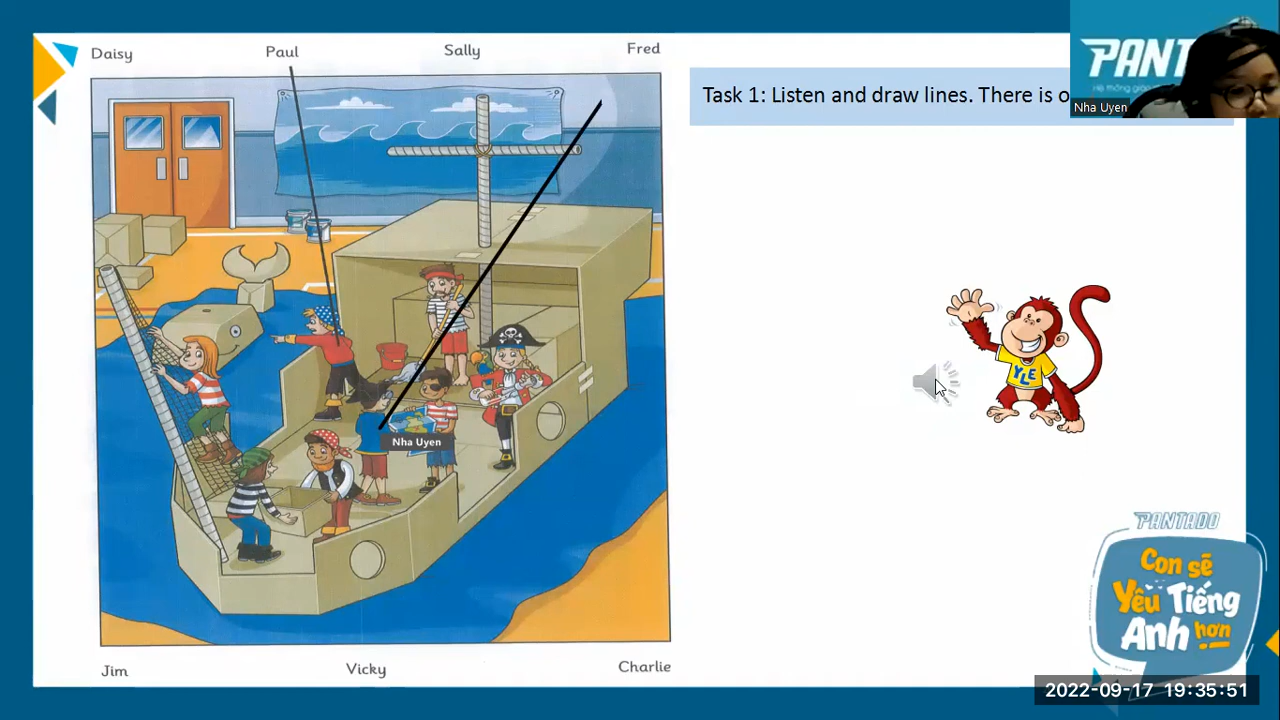 Daisy
Paul
Sally
Fred
Task 1: Listen and draw lines. There is o
PANT
Nha Uyen
Nha Uyen
YLE
PANTADO
Con sẽ
Yêu Tiếng
Anh hơn
Jim
Vicky
Charlie
2022-09-17 19:35:51